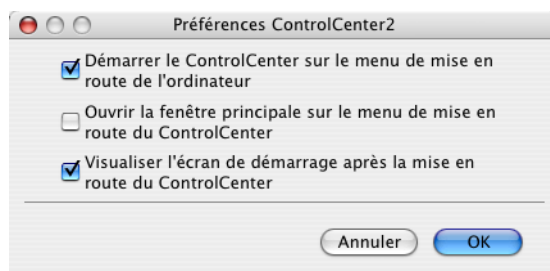 Préférences ControlCenter2
Démarrer le ControlCenter sur le menu de mise en
route de l'ordinateur
Ouvrir la fenêtre principale sur le menu de mise en
route du ControlCenter
Visualiser l'écran de démarrage après la mise en
route du ControlCenter
Annuler OK